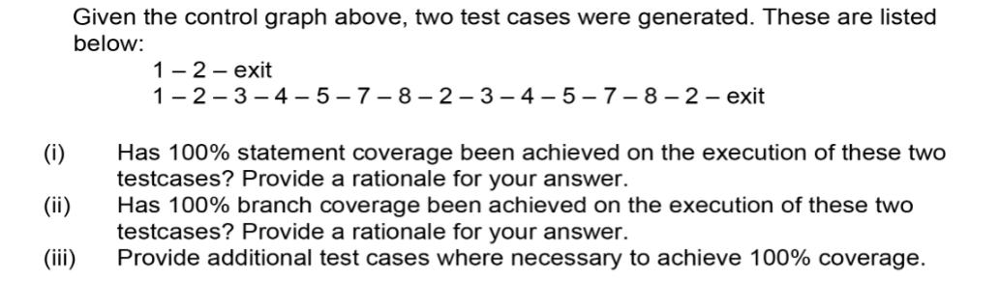 Given the control graph above, two test cases were generated. These are listed
below:
1 – 2 – exit
1 – 2 – 3 – 4 – 5 – 7 – 8 – 2 – 3 – 4 – 5 – 7 – 8 – 2 – exit
(i) Has 100% statement coverage been achieved on the execution of these two
testcases? Provide a rationale for your answer.
(ii) Has 100% branch coverage been achieved on the execution of these two
testcases? Provide a rationale for your answer.
(iii) Provide additional test cases where necessary to achieve 100% coverage.